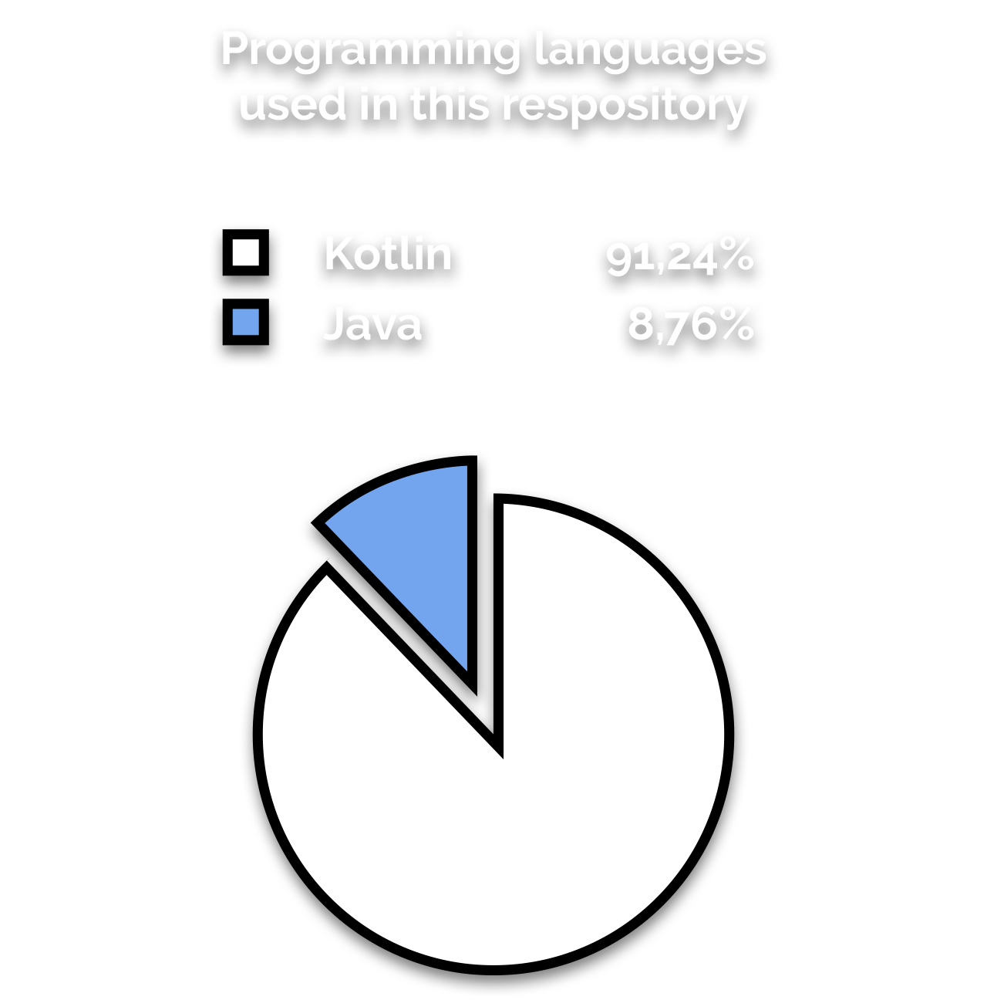 Programming languages
used in this respository
Kotlin 91,24%
Java 8,76%